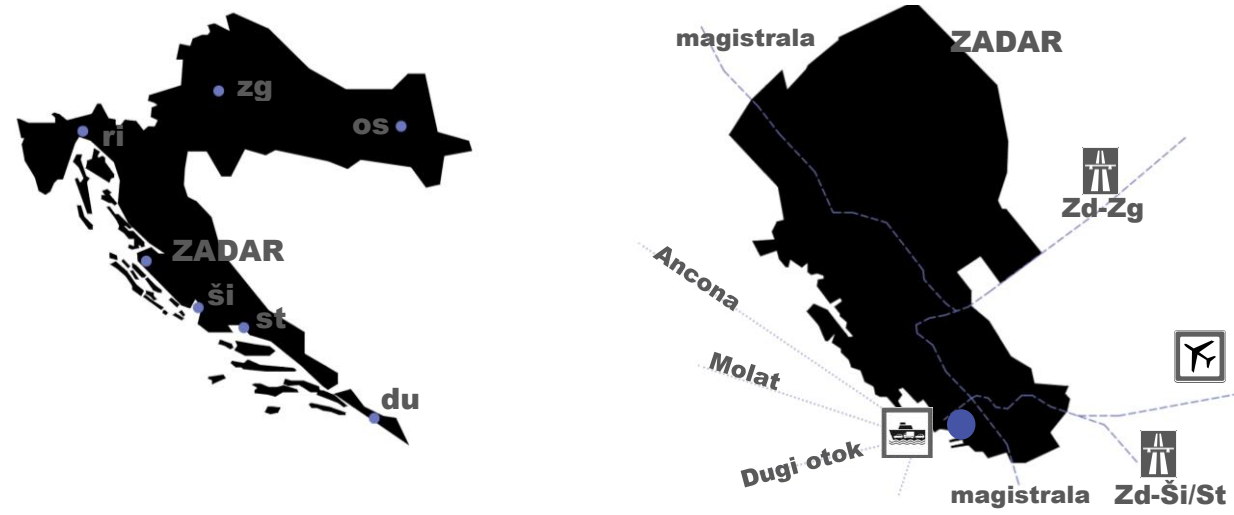 zg
os
ri
ZADAR
ši
st
du
magistrala
ZADAR
Zd-Zg
Ancona
Molat
Dugi otok
magistrala
Zd-Ši/St